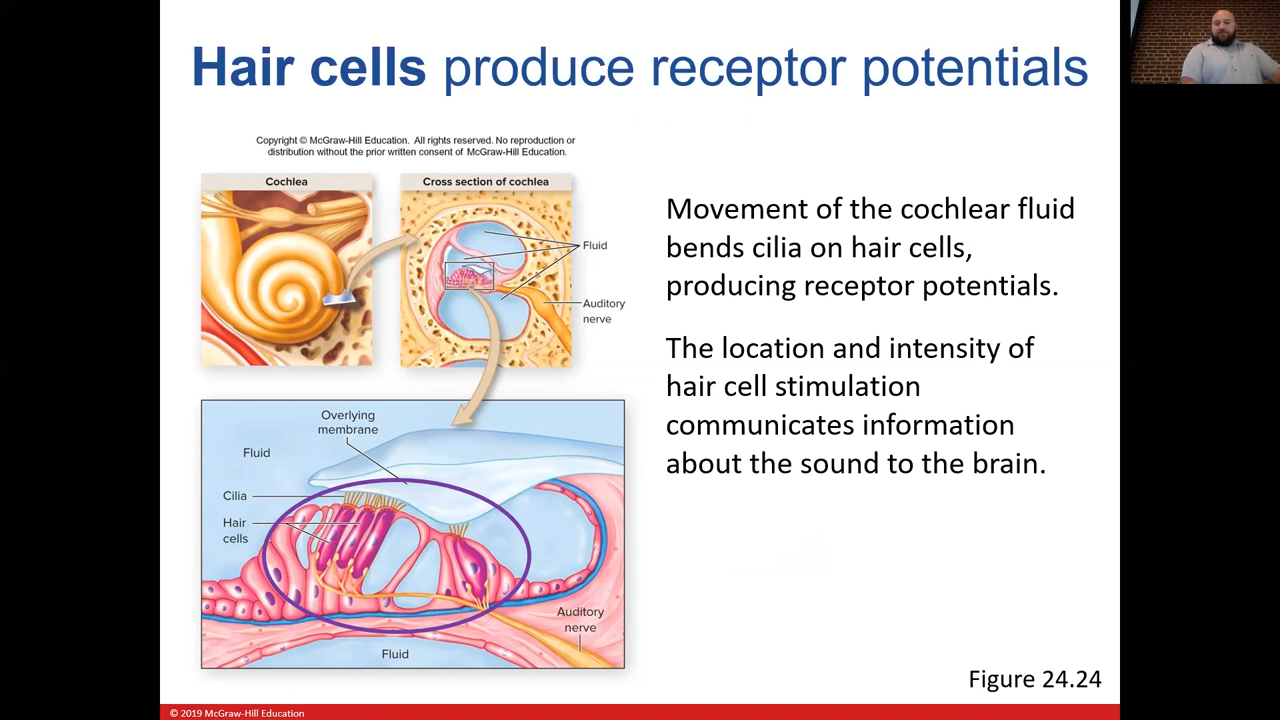 Hair cells produce receptor potentials
Copyright © McGraw-Hill Education. All rights reserved. No reproduction or
distribution without the prior written consent of McGraw-Hill Education.
Cochlea
Cross section of cochlea
Fluid
Auditory
nerve
Overlying
membrane
Fluid
Cilia
Hair
cells
Auditory
nerve
Fluid
Movement of the cochlear fluid
bends cilia on hair cells,
producing receptor potentials.
The location and intensity of
hair cell stimulation
communicates information
about the sound to the brain.
Figure 24.24
© 2019 McGraw-Hill Education